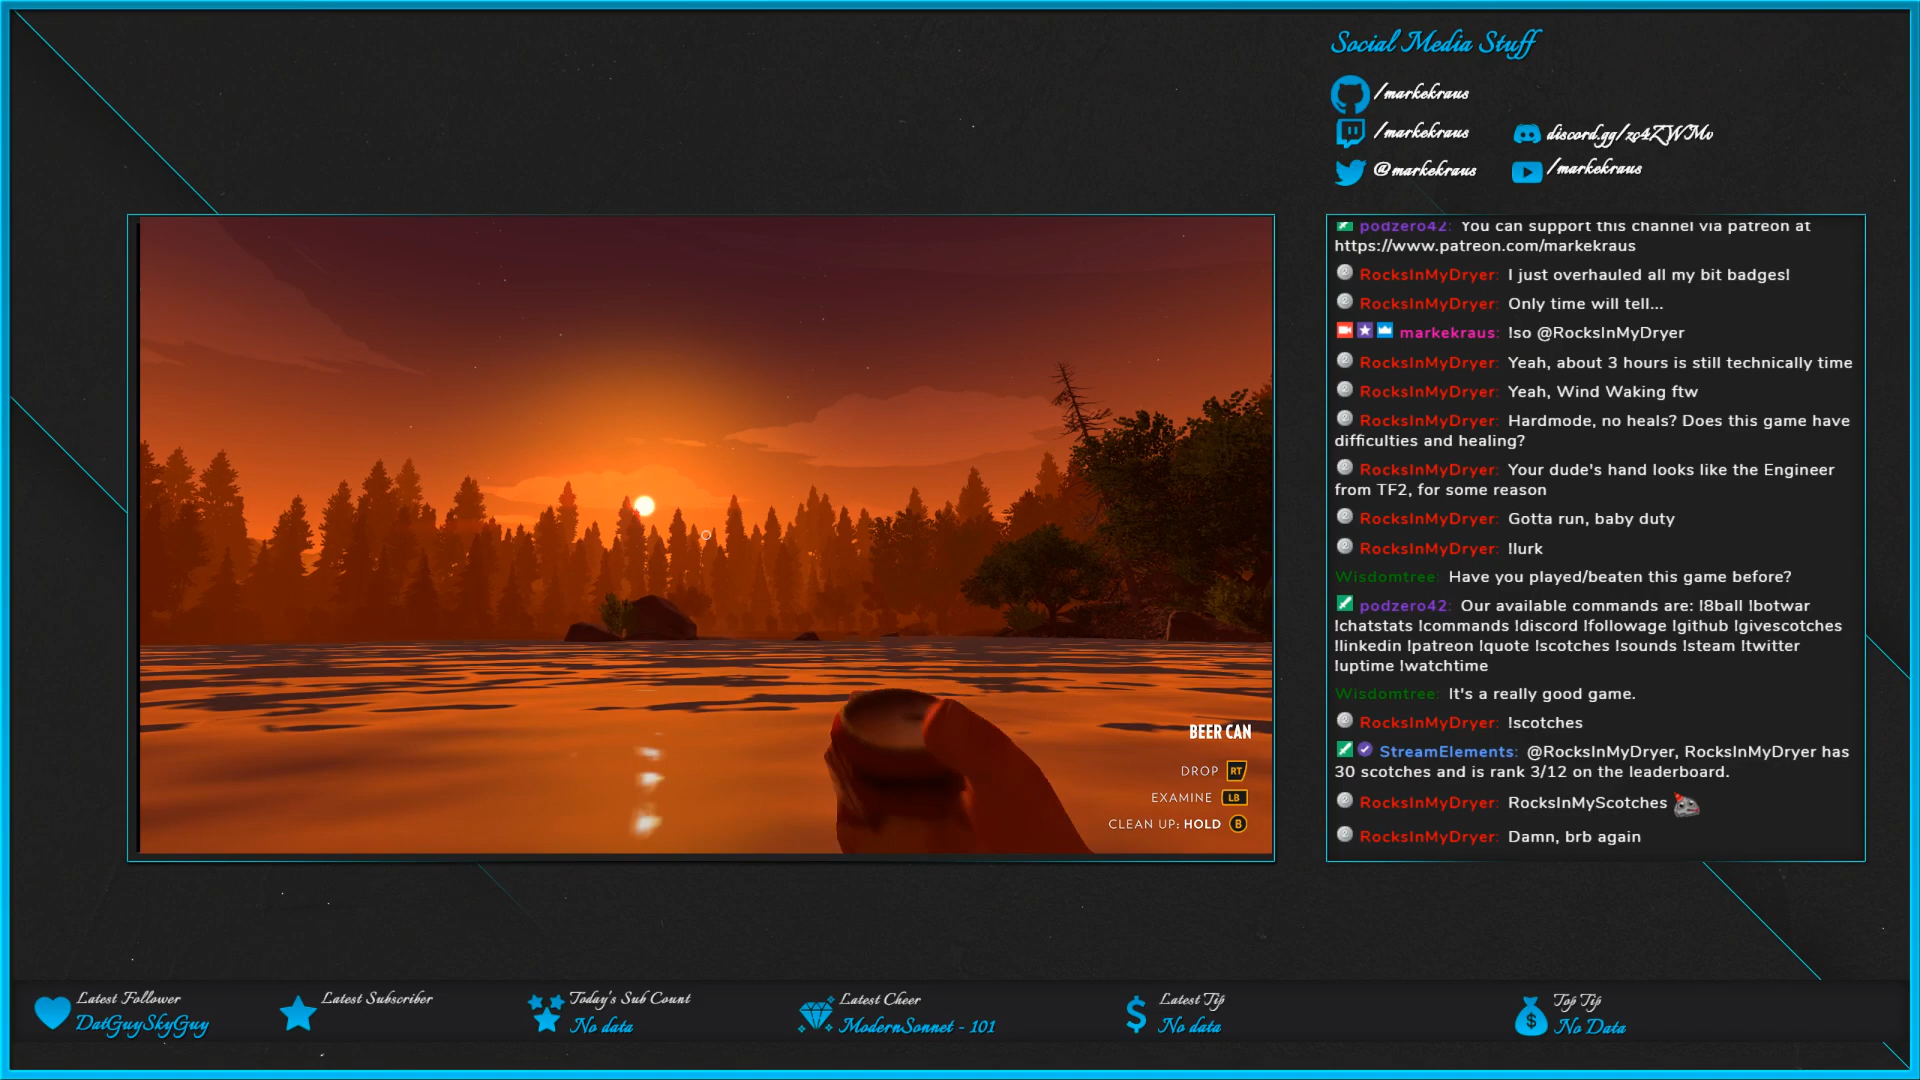 Social Media Stuff
/markekraus
/markekraus
discord.gg/zc4ZWMv
@markekraus
/markekraus
podzero42: You can support this channel via patreon at
https://www.patreon.com/markekraus
RocksInMyDryer: I just overhauled all my bit badges!
RocksInMyDryer: Only time will tell...
markekraus: !so @RocksInMyDryer
RocksInMyDryer: Yeah, about 3 hours is still technically time
RocksInMyDryer: Yeah, Wind Waking ftw
RocksInMyDryer: Hardmode, no heals? Does this game have
difficulties and healing?
RocksInMyDryer: Your dude's hand looks like the Engineer
from TF2, for some reason
RocksInMyDryer: Gotta run, baby duty
RocksInMyDryer: !lurk
Wisdomtree: Have you played/beaten this game before?
podzero42: Our available commands are: !8ball !botwar
!chatstats !commands !discord !followage !github !givescotches
!linkedin !patreon !quote !scotches !sounds !steam !twitter
!uptime !watchtime
Wisdomtree: It's a really good game.
RocksInMyDryer: !scotches
StreamElements: @RocksInMyDryer, RocksInMyDryer has
30 scotches and is rank 3/12 on the leaderboard.
RocksInMyDryer: RocksInMyScotches
RocksInMyDryer: Damn, brb again
BEER CAN
DROP RT
EXAMINE LB
CLEAN UP: HOLD B
Latest Follower
DatGuySkyGuy
Latest Subscriber
Today's Sub Count
No data
Latest Cheer
ModernSonnet - 101
Latest Tip
No data
Top Tip
No Data